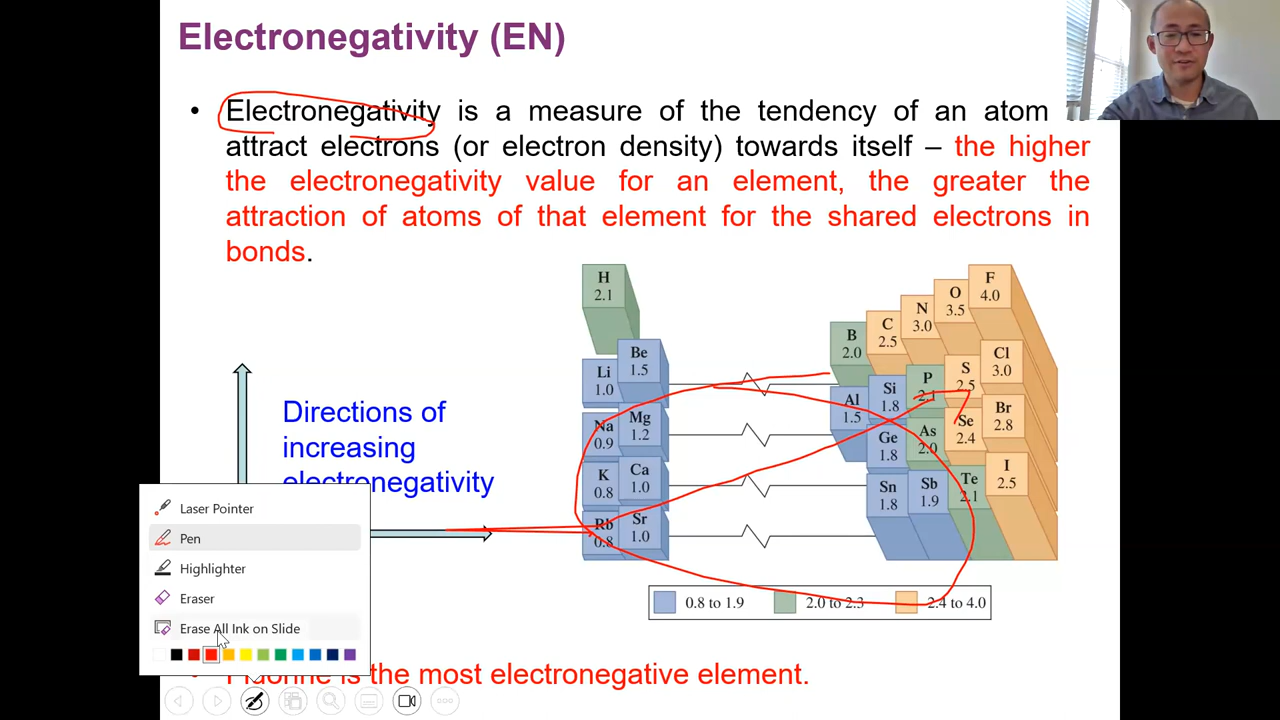 Electronegativity (EN)
• Electronegativity is a measure of the tendency of an atom
attract electrons (or electron density) towards itself – the higher
the electronegativity value for an element, the greater the
attraction of atoms of that element for the shared electrons in
bonds.
H
2.1
Be
1.5
Li
1.0
Mg
1.2
Na
0.9
Ca
1.0
K
0.8
Sr
1.0
Rb
0.8
F
4.0
O
3.5
N
3.0
C
2.5
B
2.0
Cl
3.0
S
2.5
P
2.1
Si
1.8
Al
1.5
Br
2.8
Se
2.4
As
2.0
Ge
1.8
I
2.5
Te
2.1
Sb
1.9
Sn
1.8
Directions of
increasing
electronegativity
0.8 to 1.9
2.0 to 2.3
2.4 to 4.0
Laser Pointer
Pen
Highlighter
Eraser
Erase All Ink on Slide
• Fluorine is the most electronegative element.